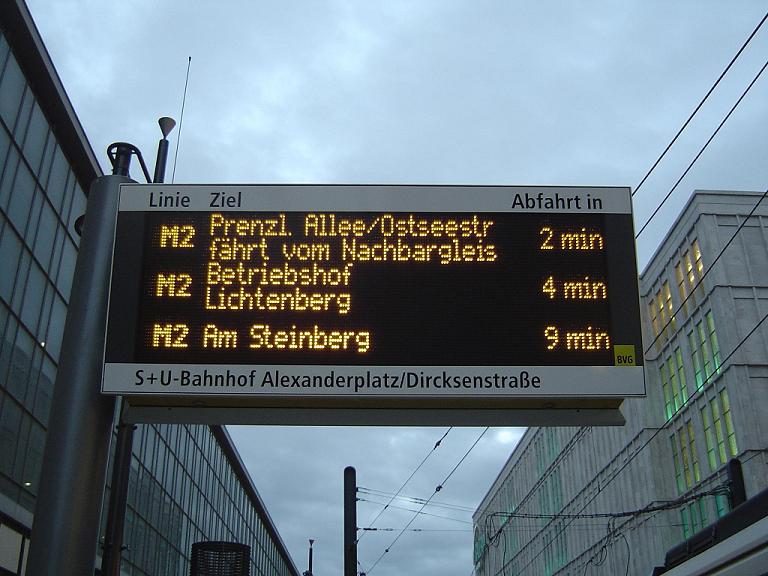 Linie Ziel Abfahrt in
M2 Prenzl. Allee/Ostseestr 2 min
fährt vom Nachbargleis
M2 Betriebshof 4 min
Lichtenberg
M2 Am Steinberg 9 min
BVG
S+U-Bahnhof Alexanderplatz/Dircksenstraße